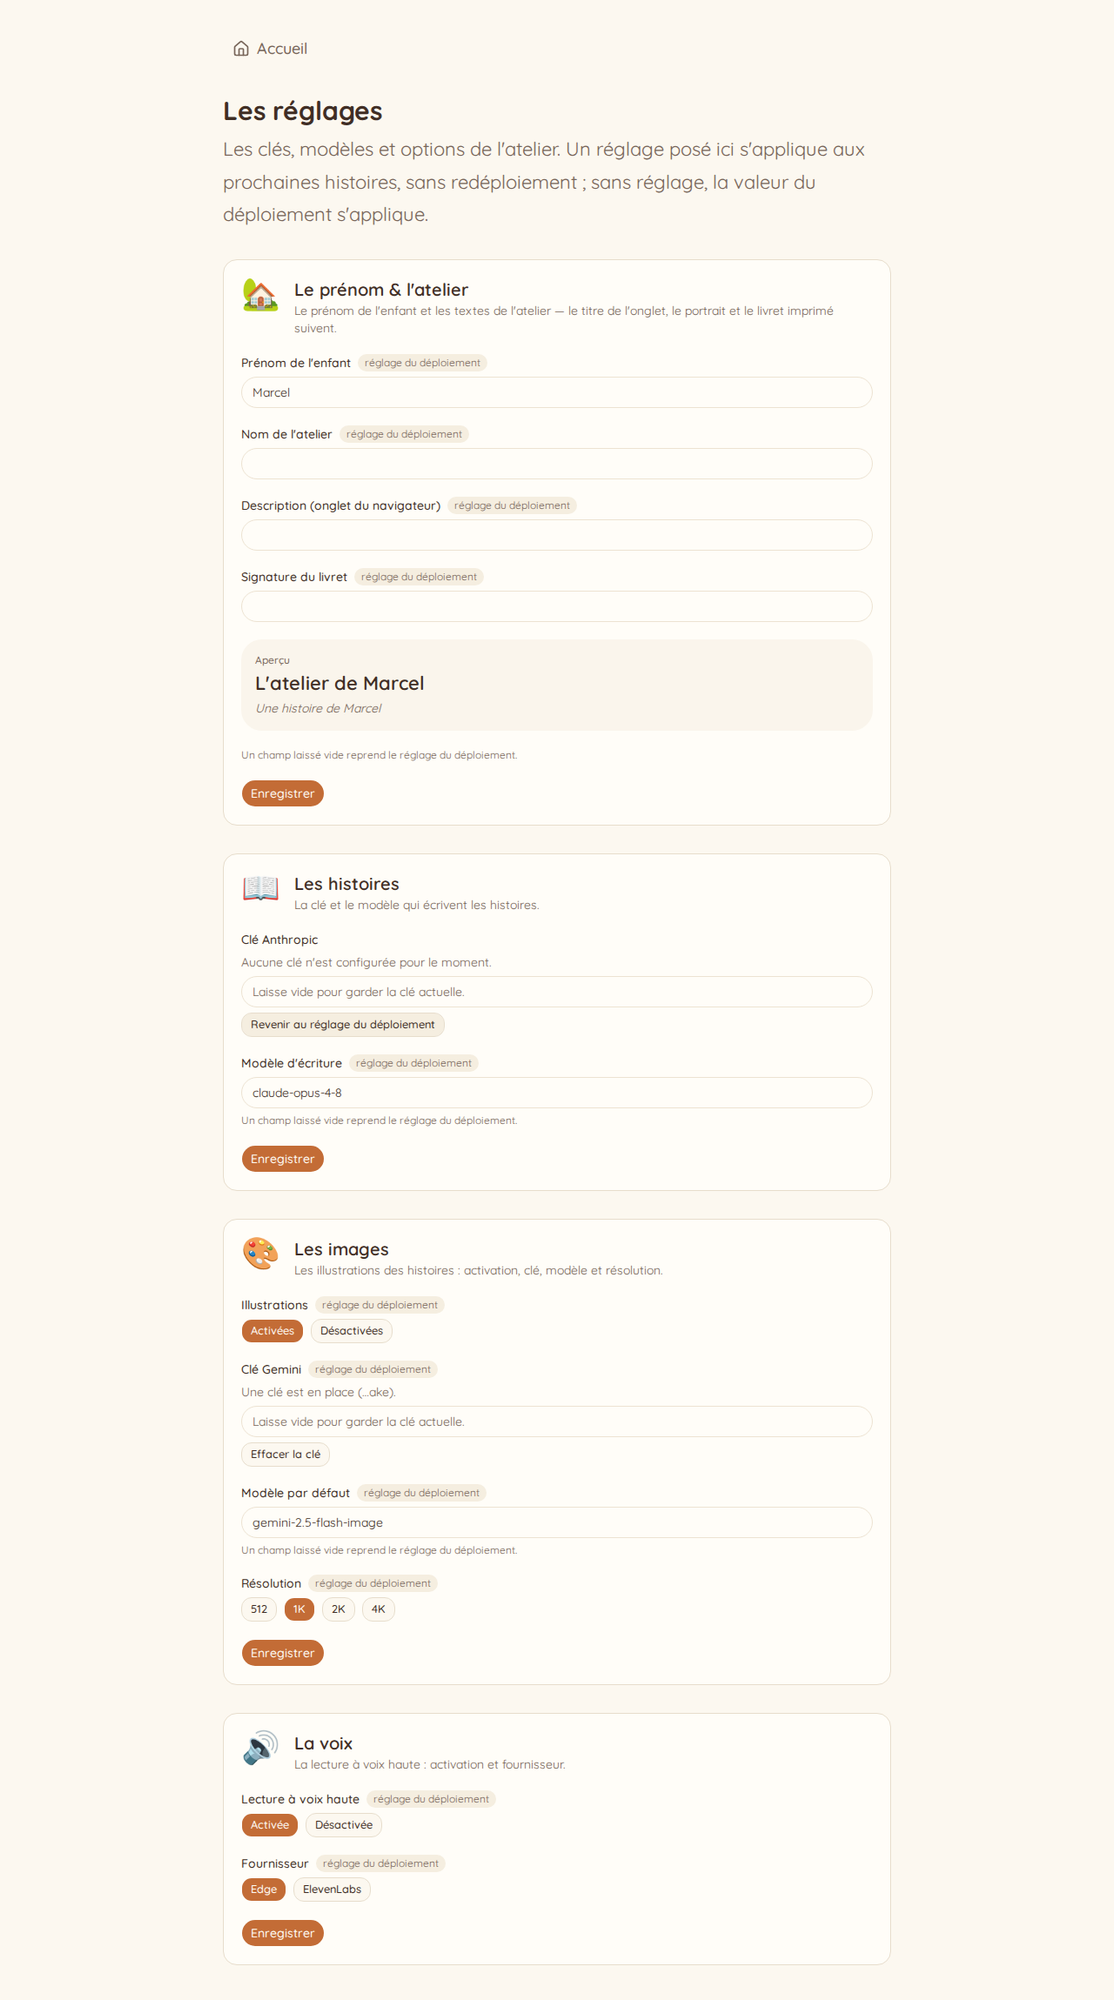 Accueil
Les réglages
Les clés, modèles et options de l'atelier. Un réglage posé ici s'applique aux
prochaines histoires, sans redéploiement ; sans réglage, la valeur du
déploiement s'applique.
Le prénom & l'atelier
Le prénom de l'enfant et les textes de l'atelier — le titre de l'onglet, le portrait et le livret imprimé
suivent.
Prénom de l'enfant réglage du déploiement
Marcel
Nom de l'atelier réglage du déploiement
Description (onglet du navigateur) réglage du déploiement
Signature du livret réglage du déploiement
Aperçu
L'atelier de Marcel
Une histoire de Marcel
Un champ laissé vide reprend le réglage du déploiement.
Enregistrer
Les histoires
La clé et le modèle qui écrivent les histoires.
Clé Anthropic
Aucune clé n'est configurée pour le moment.
Laisse vide pour garder la clé actuelle.
Revenir au réglage du déploiement
Modèle d'écriture réglage du déploiement
claude-opus-4-8
Un champ laissé vide reprend le réglage du déploiement.
Enregistrer
Les images
Les illustrations des histoires : activation, clé, modèle et résolution.
Illustrations réglage du déploiement
Activées Désactivées
Clé Gemini réglage du déploiement
Une clé est en place (…ake).
Laisse vide pour garder la clé actuelle.
Effacer la clé
Modèle par défaut réglage du déploiement
gemini-2.5-flash-image
Un champ laissé vide reprend le réglage du déploiement.
Résolution réglage du déploiement
512 1K 2K 4K
Enregistrer
La voix
La lecture à voix haute : activation et fournisseur.
Lecture à voix haute réglage du déploiement
Activée Désactivée
Fournisseur réglage du déploiement
Edge ElevenLabs
Enregistrer